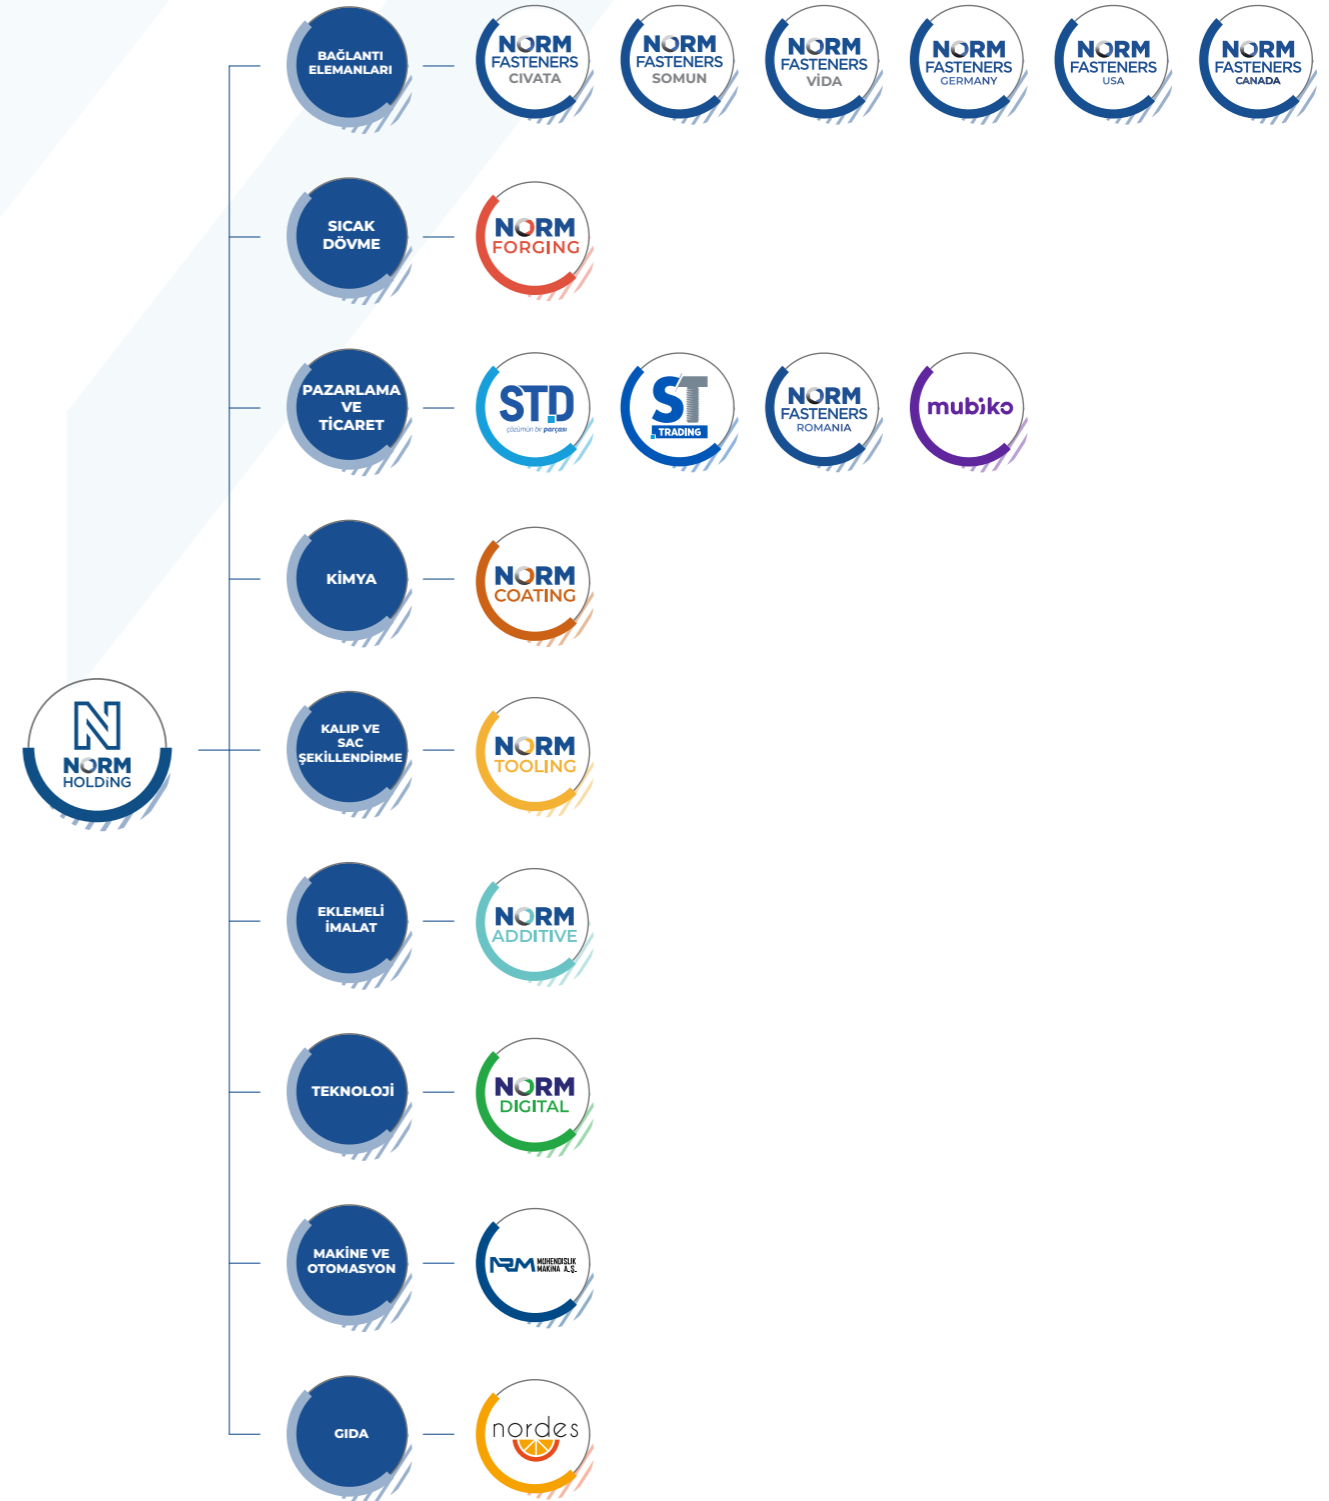 BAĞLANTI
ELEMANLARI
NORM
FASTENERS
CIVATA
NORM
FASTENERS
SOMUN
NORM
FASTENERS
VİDA
NORM
FASTENERS
GERMANY
NORM
FASTENERS
USA
NORM
FASTENERS
CANADA
SICAK
DÖVME
NORM
FORGING
PAZARLAMA
VE
TİCARET
STD
çözümün bir parçası
ST
TRADING
NORM
FASTENERS
ROMANIA
mubiko
KİMYA
NORM
COATING
N
NORM
HOLDiNG
KALIP VE
SAC
ŞEKİLLENDİRME
NORM
TOOLING
EKLEMELİ
İMALAT
NORM
ADDITIVE
TEKNOLOJİ
NORM
DIGITAL
MAKİNE VE
OTOMASYON
NRM MÜHENDİSLİK
MAKİNA A.Ş.
GIDA
nordes